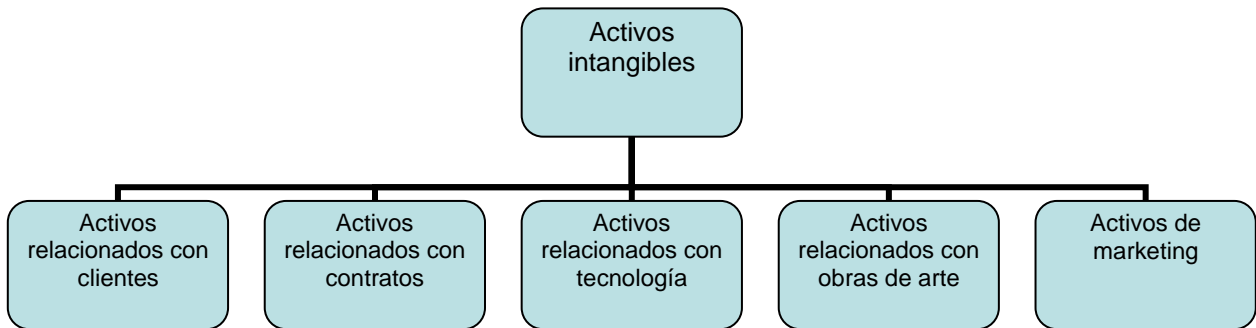 Activos
intangibles
Activos
relacionados con
clientes
Activos
relacionados con
contratos
Activos
relacionados con
tecnología
Activos
relacionados con
obras de arte
Activos de
marketing